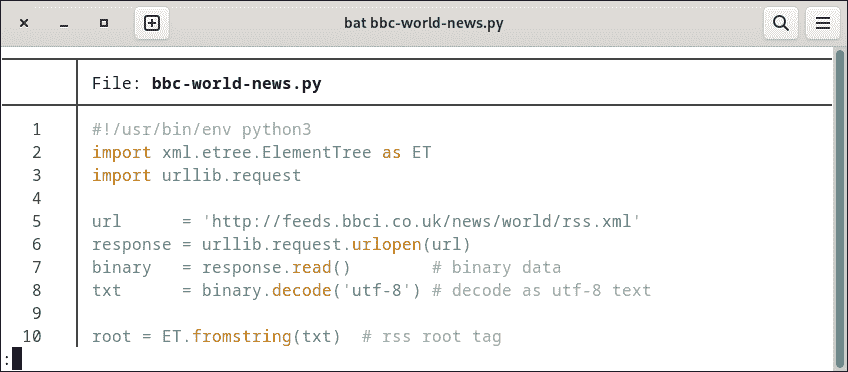 bat bbc-world-news.py
File: bbc-world-news.py
1 #!/usr/bin/env python3
2 import xml.etree.ElementTree as ET
3 import urllib.request
4
5 url      = 'http://feeds.bbci.co.uk/news/world/rss.xml'
6 response = urllib.request.urlopen(url)
7 binary   = response.read()        # binary data
8 txt      = binary.decode('utf-8') # decode as utf-8 text
9
10 root = ET.fromstring(txt)  # rss root tag
: